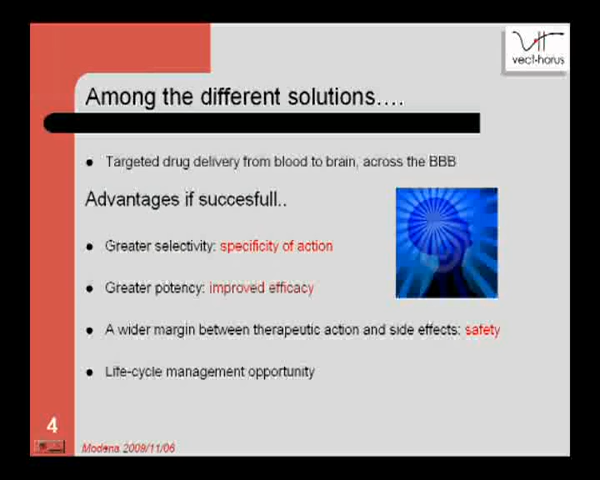 vect-horus
Among the different solutions....
Targeted drug delivery from blood to brain, across the BBB
Advantages if succesfull..
Greater selectivity: specificity of action
Greater potency: improved efficacy
A wider margin between therapeutic action and side effects: safety
Life-cycle management opportunity
4
Modena 2009/11/06